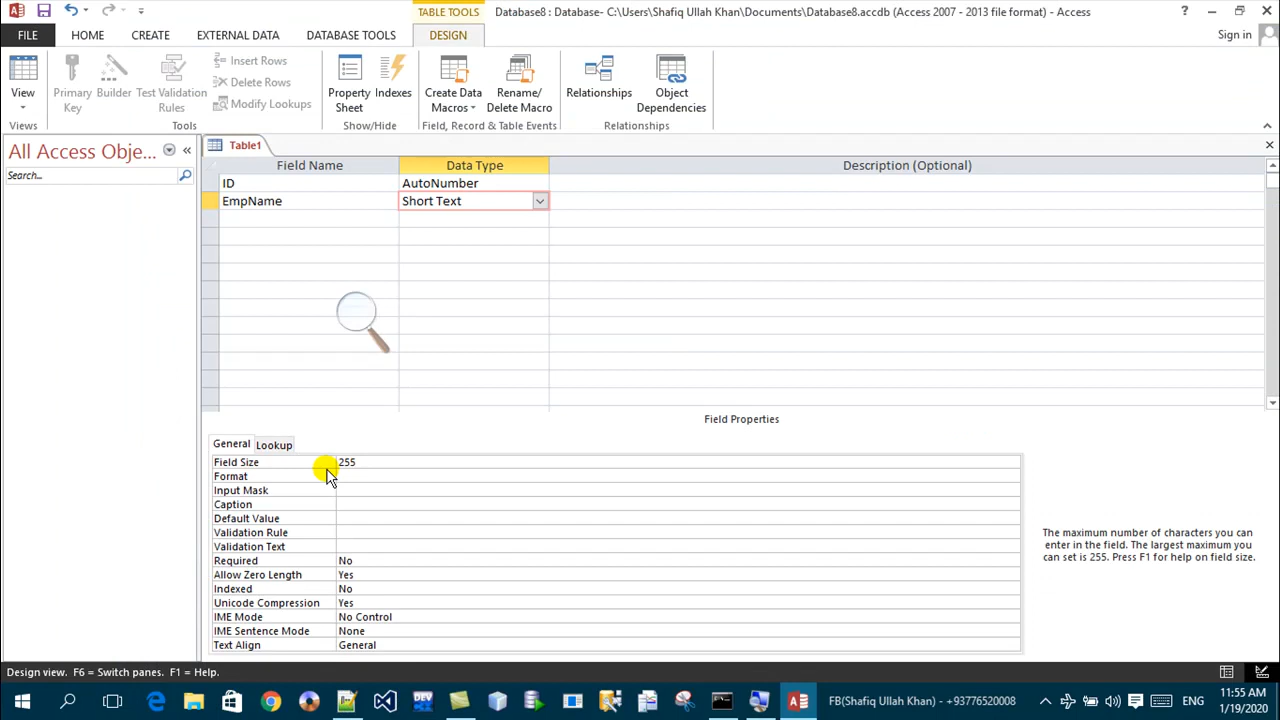 TABLE TOOLS
Database8 : Database- C:\Users\Shafiq Ullah Khan\Documents\Database8.accdb (Access 2007 - 2013 file format) - Access
?
FILE HOME CREATE EXTERNAL DATA DATABASE TOOLS DESIGN Sign in
View
Primary Key
Builder
Test Validation Rules
Insert Rows
Delete Rows
Modify Lookups
Property Sheet
Indexes
Create Data Macros
Rename/ Delete Macro
Relationships
Object Dependencies
Views Tools Show/Hide Field, Record & Table Events Relationships
All Access Obje...
Search...
Table1
Field Name Data Type Description (Optional)
ID AutoNumber
EmpName Short Text
Field Properties
General Lookup
Field Size 255
Format
Input Mask
Caption
Default Value
Validation Rule
Validation Text
Required No
Allow Zero Length Yes
Indexed No
Unicode Compression Yes
IME Mode No Control
IME Sentence Mode None
Text Align General
The maximum number of characters you can
enter in the field. The largest maximum you
can set is 255. Press F1 for help on field size.
Design view. F6 = Switch panes. F1 = Help.
DEV
FB(Shafiq Ullah Khan) - +93776520008
ENG
11:55 AM
1/19/2020